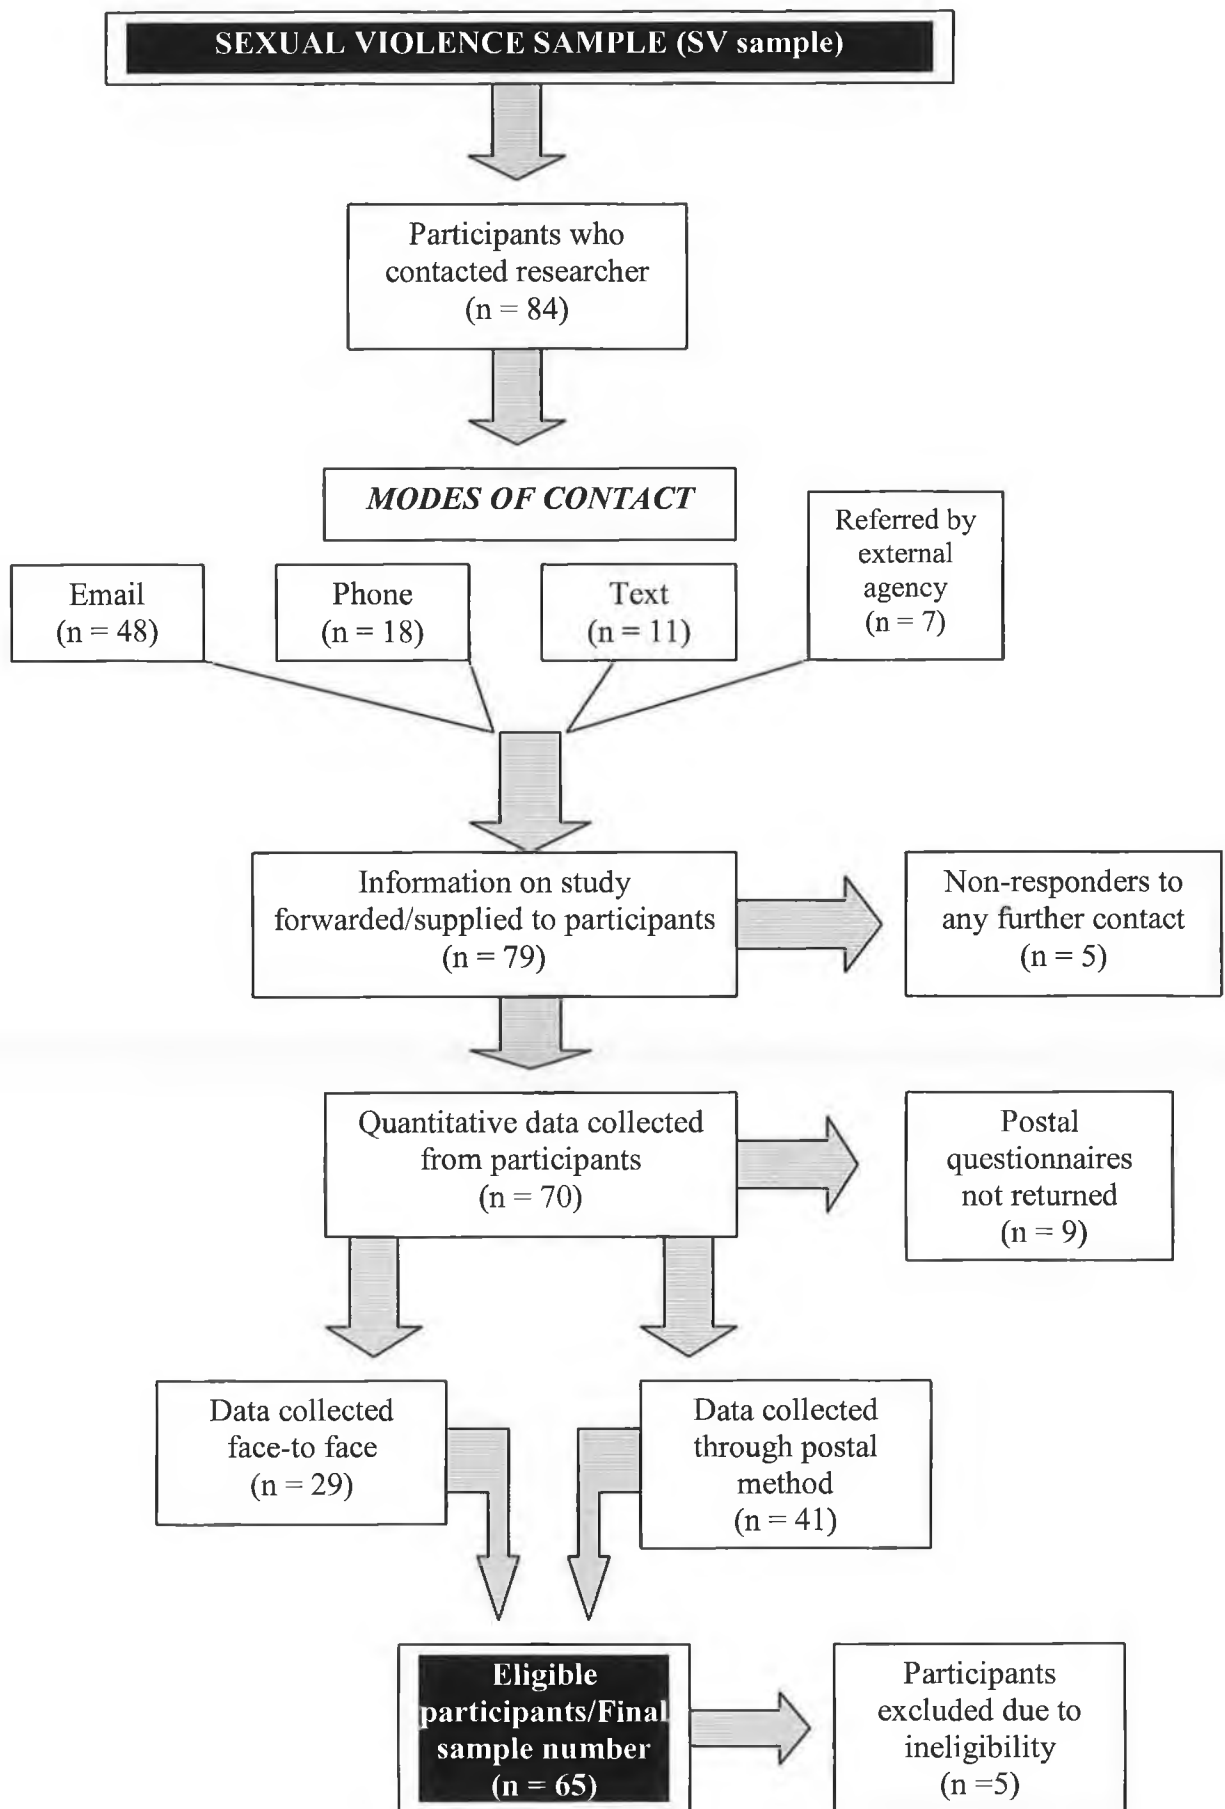 SEXUAL VIOLENCE SAMPLE (SV sample)
Participants who
contacted researcher
(n = 84)
MODES OF CONTACT
Email
(n = 48)
Phone
(n = 18)
Text
(n = 11)
Referred by
external
agency
(n = 7)
Information on study
forwarded/supplied to participants
(n = 79)
Non-responders to
any further contact
(n = 5)
Quantitative data collected
from participants
(n = 70)
Postal
questionnaires
not returned
(n = 9)
Data collected
face-to face
(n = 29)
Data collected
through postal
method
(n = 41)
Eligible
participants/Final
sample number
(n = 65)
Participants
excluded due to
ineligibility
(n =5)